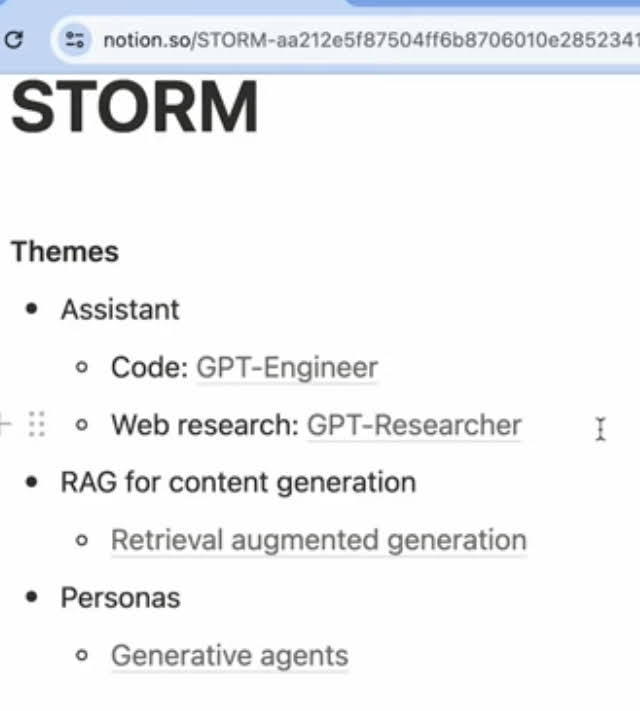 notion.so/STORM-aa212e5f87504ff6b8706010e2852341
STORM
Themes
Assistant
Code: GPT-Engineer
Web research: GPT-Researcher
RAG for content generation
Retrieval augmented generation
Personas
Generative agents